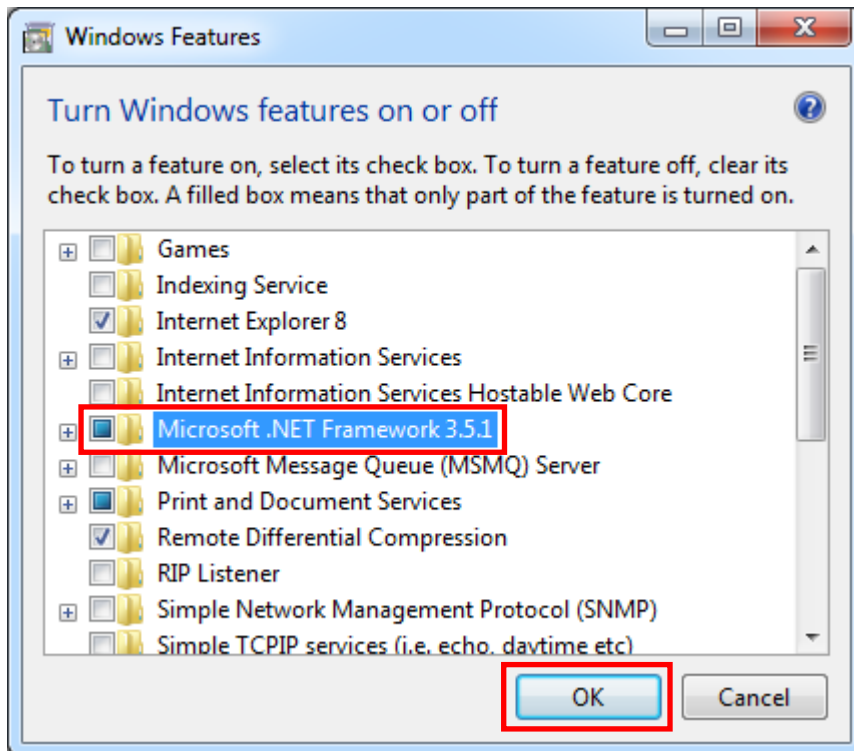 Windows Features
Turn Windows features on or off
To turn a feature on, select its check box. To turn a feature off, clear its
check box. A filled box means that only part of the feature is turned on.
Games
Indexing Service
Internet Explorer 8
Internet Information Services
Internet Information Services Hostable Web Core
Microsoft .NET Framework 3.5.1
Microsoft Message Queue (MSMQ) Server
Print and Document Services
Remote Differential Compression
RIP Listener
Simple Network Management Protocol (SNMP)
Simple TCPIP services (i.e. echo, daytime etc)
OK Cancel